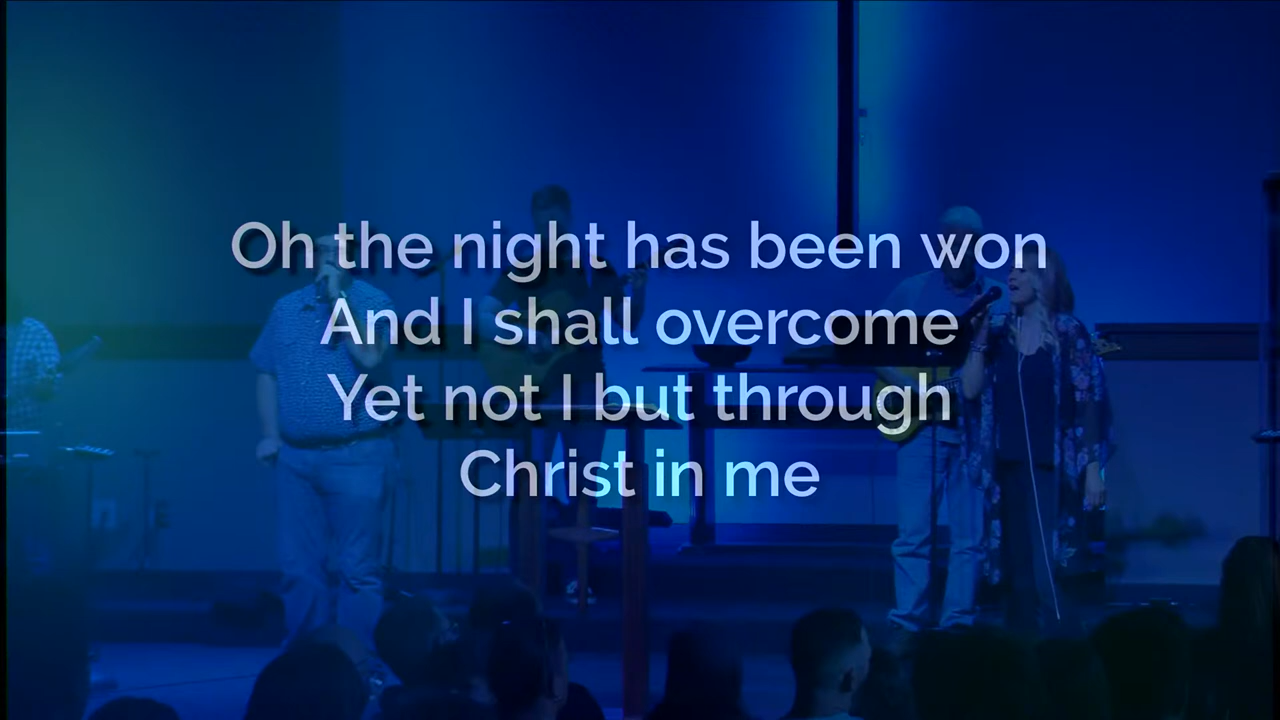 Oh the night has been won
And I shall overcome
Yet not I but through
Christ in me